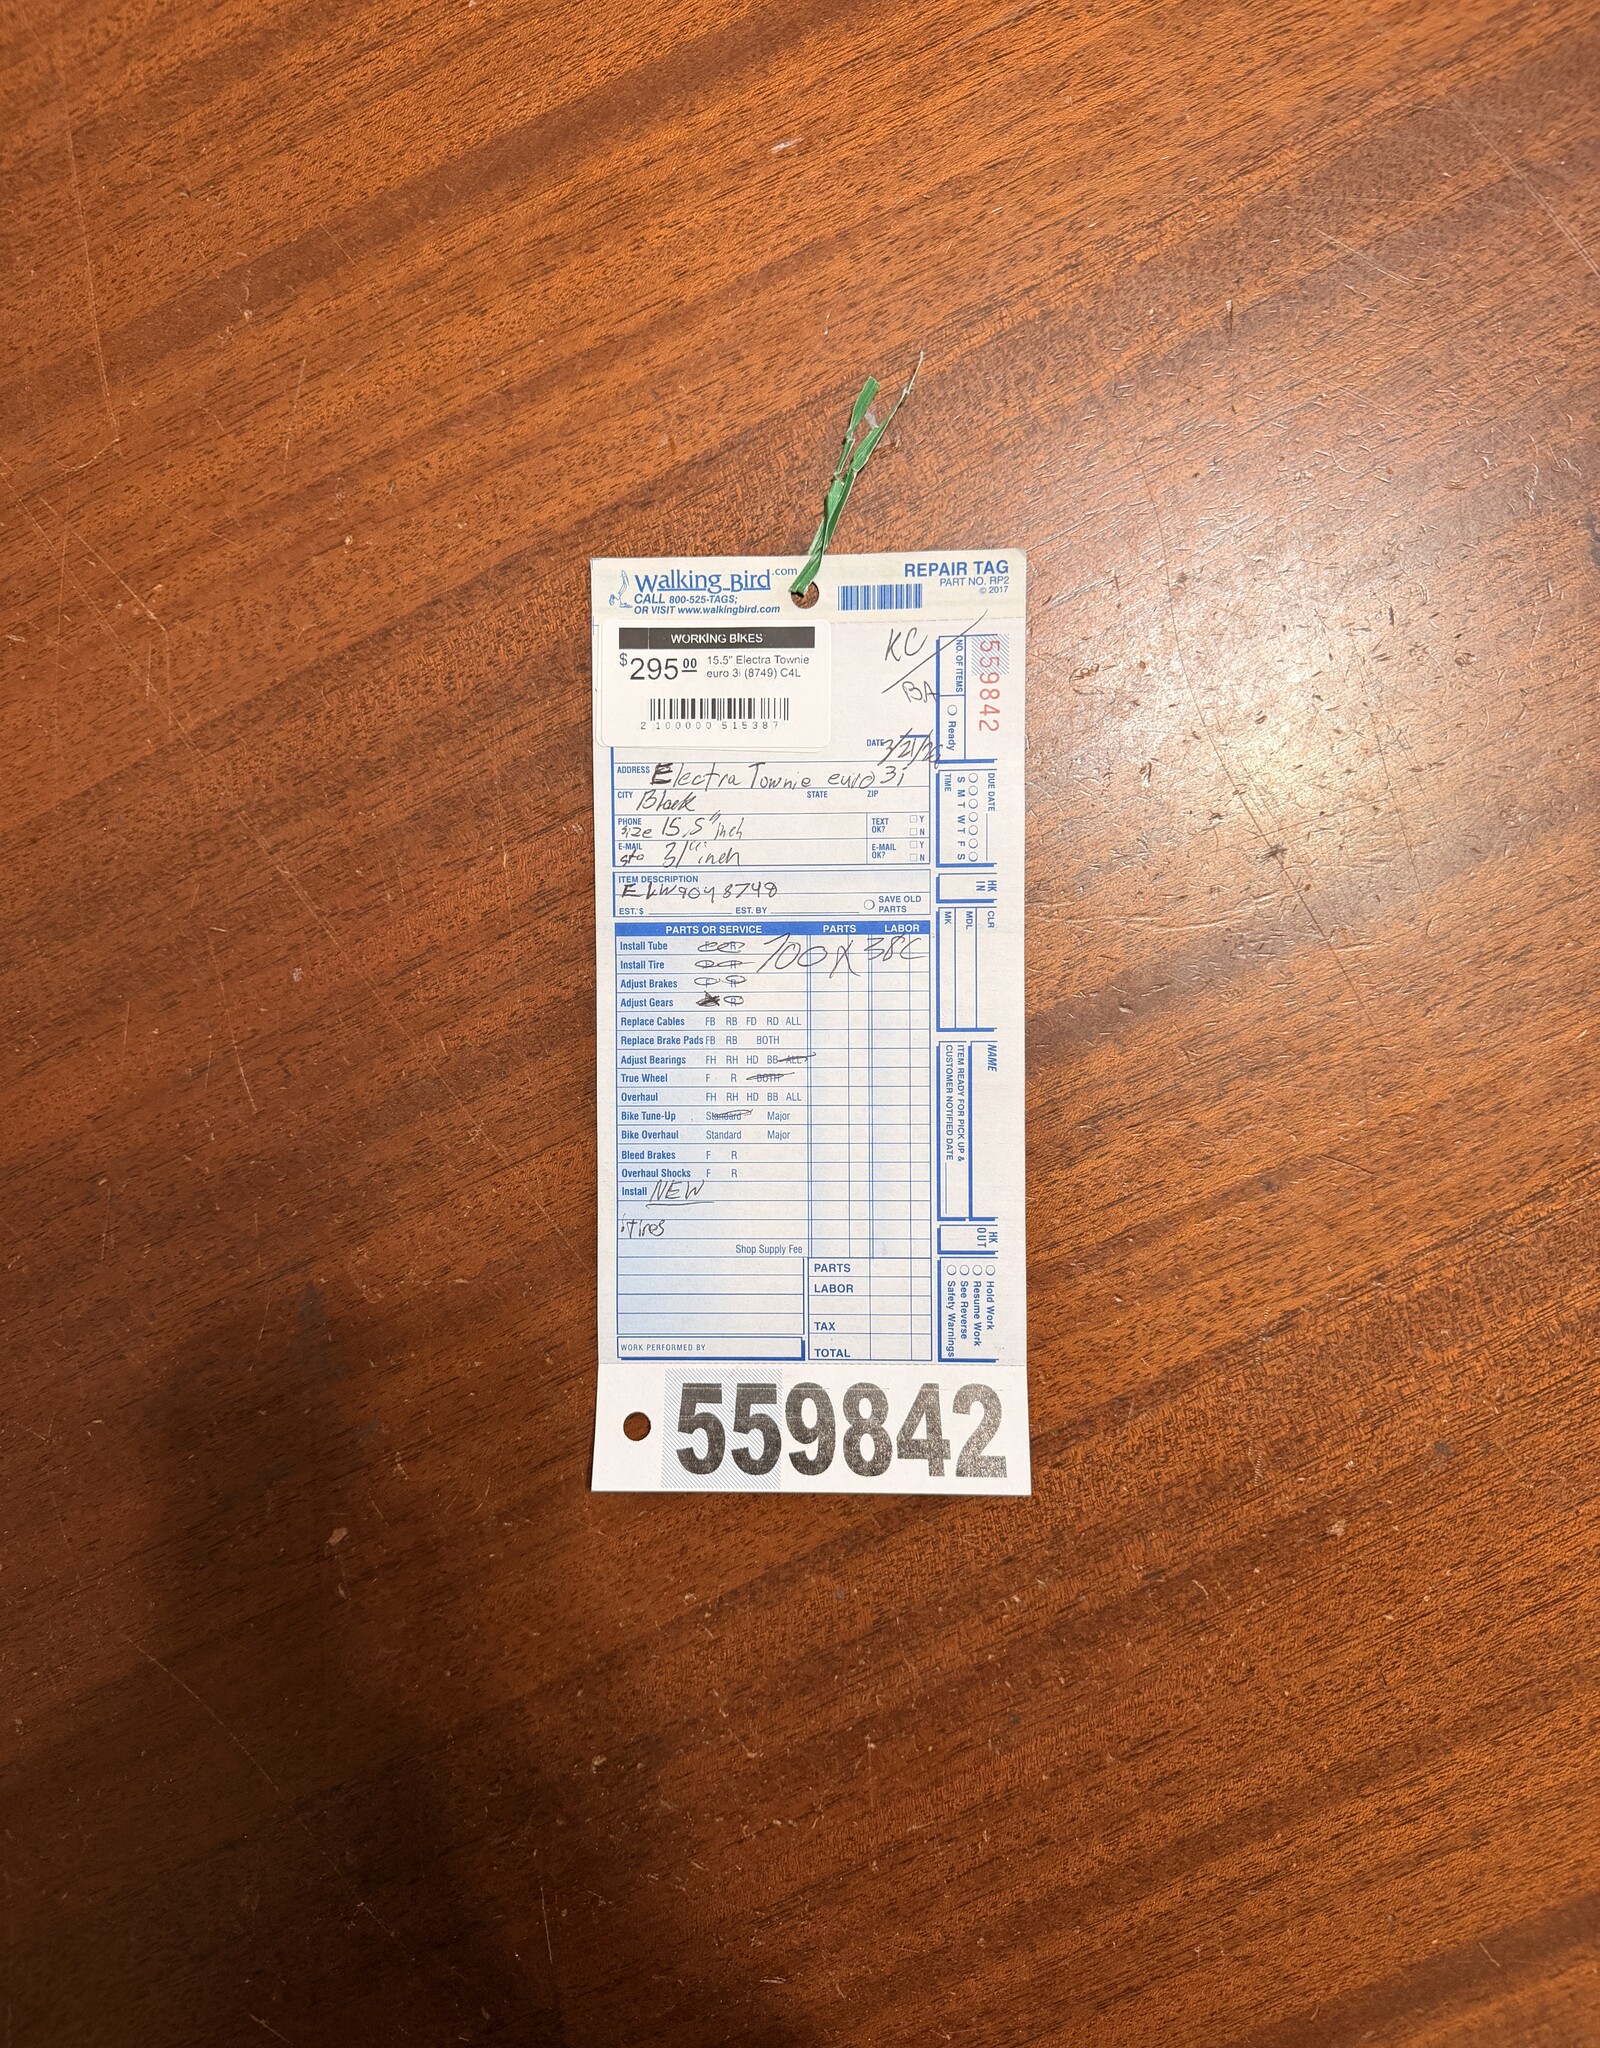 Walking Bird.com
CALL 800-525-TAGS;
OR VISIT www.walkingbird.com
REPAIR TAG
PART NO. RP2
© 2017
WORKING BIKES
$295.00 15.5" Electra Townie
euro 3i (8749) C4L
2 100000 515387
KC
BA
DATE 3/21/26
ADDRESS Electra Townie euro 3i
CITY Black STATE ZIP
PHONE size 15.5" inch TEXT OK? Y N
E-MAIL sto 31" inch E-MAIL OK? Y N
ITEM DESCRIPTION
ELW9048748
EST. $ EST. BY SAVE OLD PARTS
PARTS OR SERVICE PARTS LABOR
Install Tube F R 700 X 38C
Install Tire F R
Adjust Brakes F R
Adjust Gears R
Replace Cables FB RB FD RD ALL
Replace Brake Pads FB RB BOTH
Adjust Bearings FH RH HD BB ALL
True Wheel F R BOTH
Overhaul FH RH HD BB ALL
Bike Tune-Up Standard Major
Bike Overhaul Standard Major
Bleed Brakes F R
Overhaul Shocks F R
Install NEW
tires
Shop Supply Fee
PARTS
LABOR
TAX
TOTAL
WORK PERFORMED BY
559842
NO. OF ITEMS
Ready
DUE DATE
S M T W T F S
TIME
HK IN
CLR
MDL
MK
NAME
ITEM READY FOR PICK UP &
CUSTOMER NOTIFIED DATE
HK OUT
Hold Work
Resume Work
See Reverse
Safety Warnings
559842